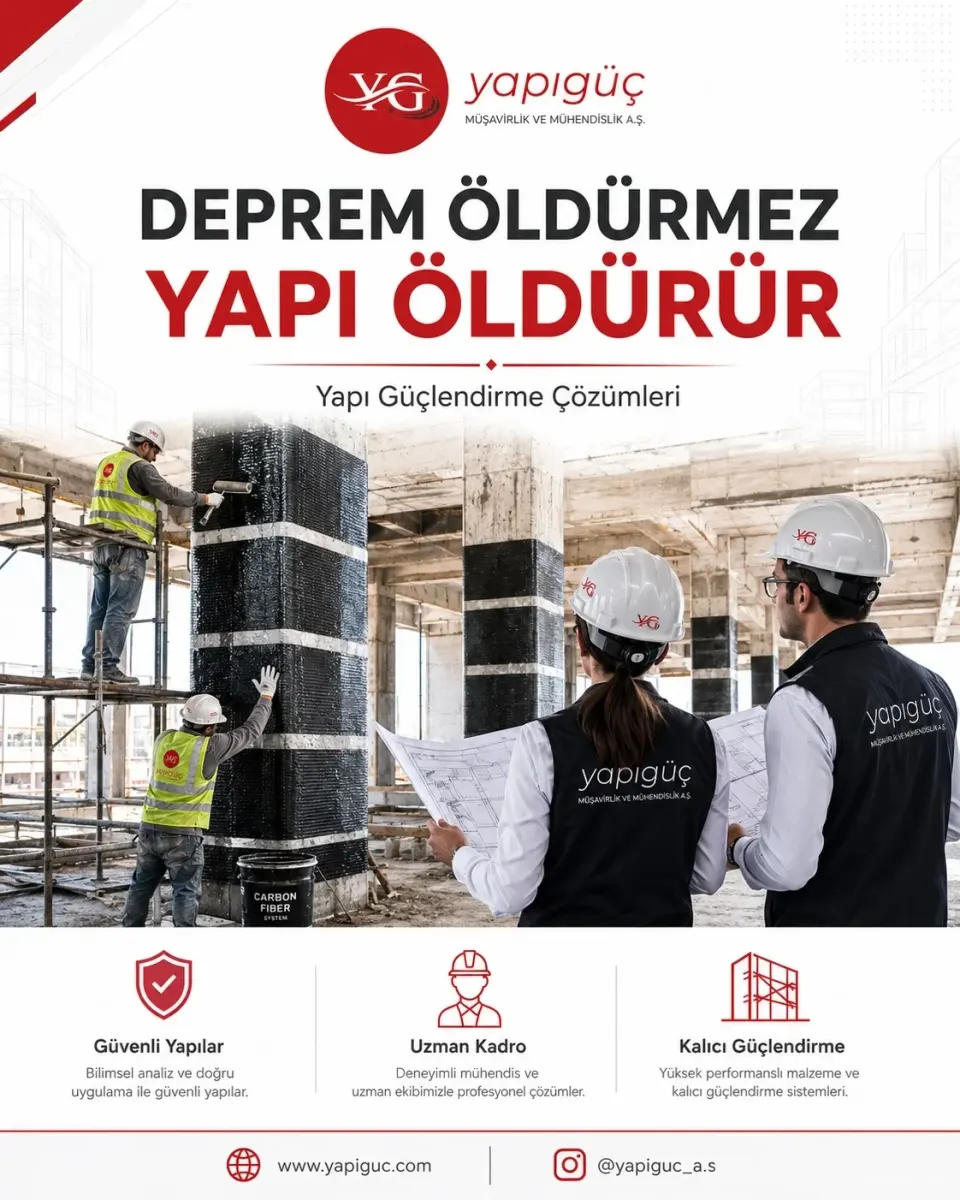 YG
yapıgüç
MÜŞAVİRLİK VE MÜHENDİSLİK A.Ş.
DEPREM ÖLDÜRMEZ
YAPI ÖLDÜRÜR
Yapı Güçlendirme Çözümleri
YG
YG
YG
yapıgüç
MÜŞAVİRLİK VE MÜHENDİSLİK A.Ş.
yapıgüç
MÜŞAVİRLİK VE MÜHENDİSLİK A.Ş.
CARBON
FIBER
SYSTEM
Güvenli Yapılar
Bilimsel analiz ve doğru
uygulama ile güvenli yapılar.
Uzman Kadro
Deneyimli mühendis ve
uzman ekibimizle profesyonel çözümler.
Kalıcı Güçlendirme
Yüksek performanslı malzeme ve
kalıcı güçlendirme sistemleri.
www.yapiguc.com
@yapiguc_a.s